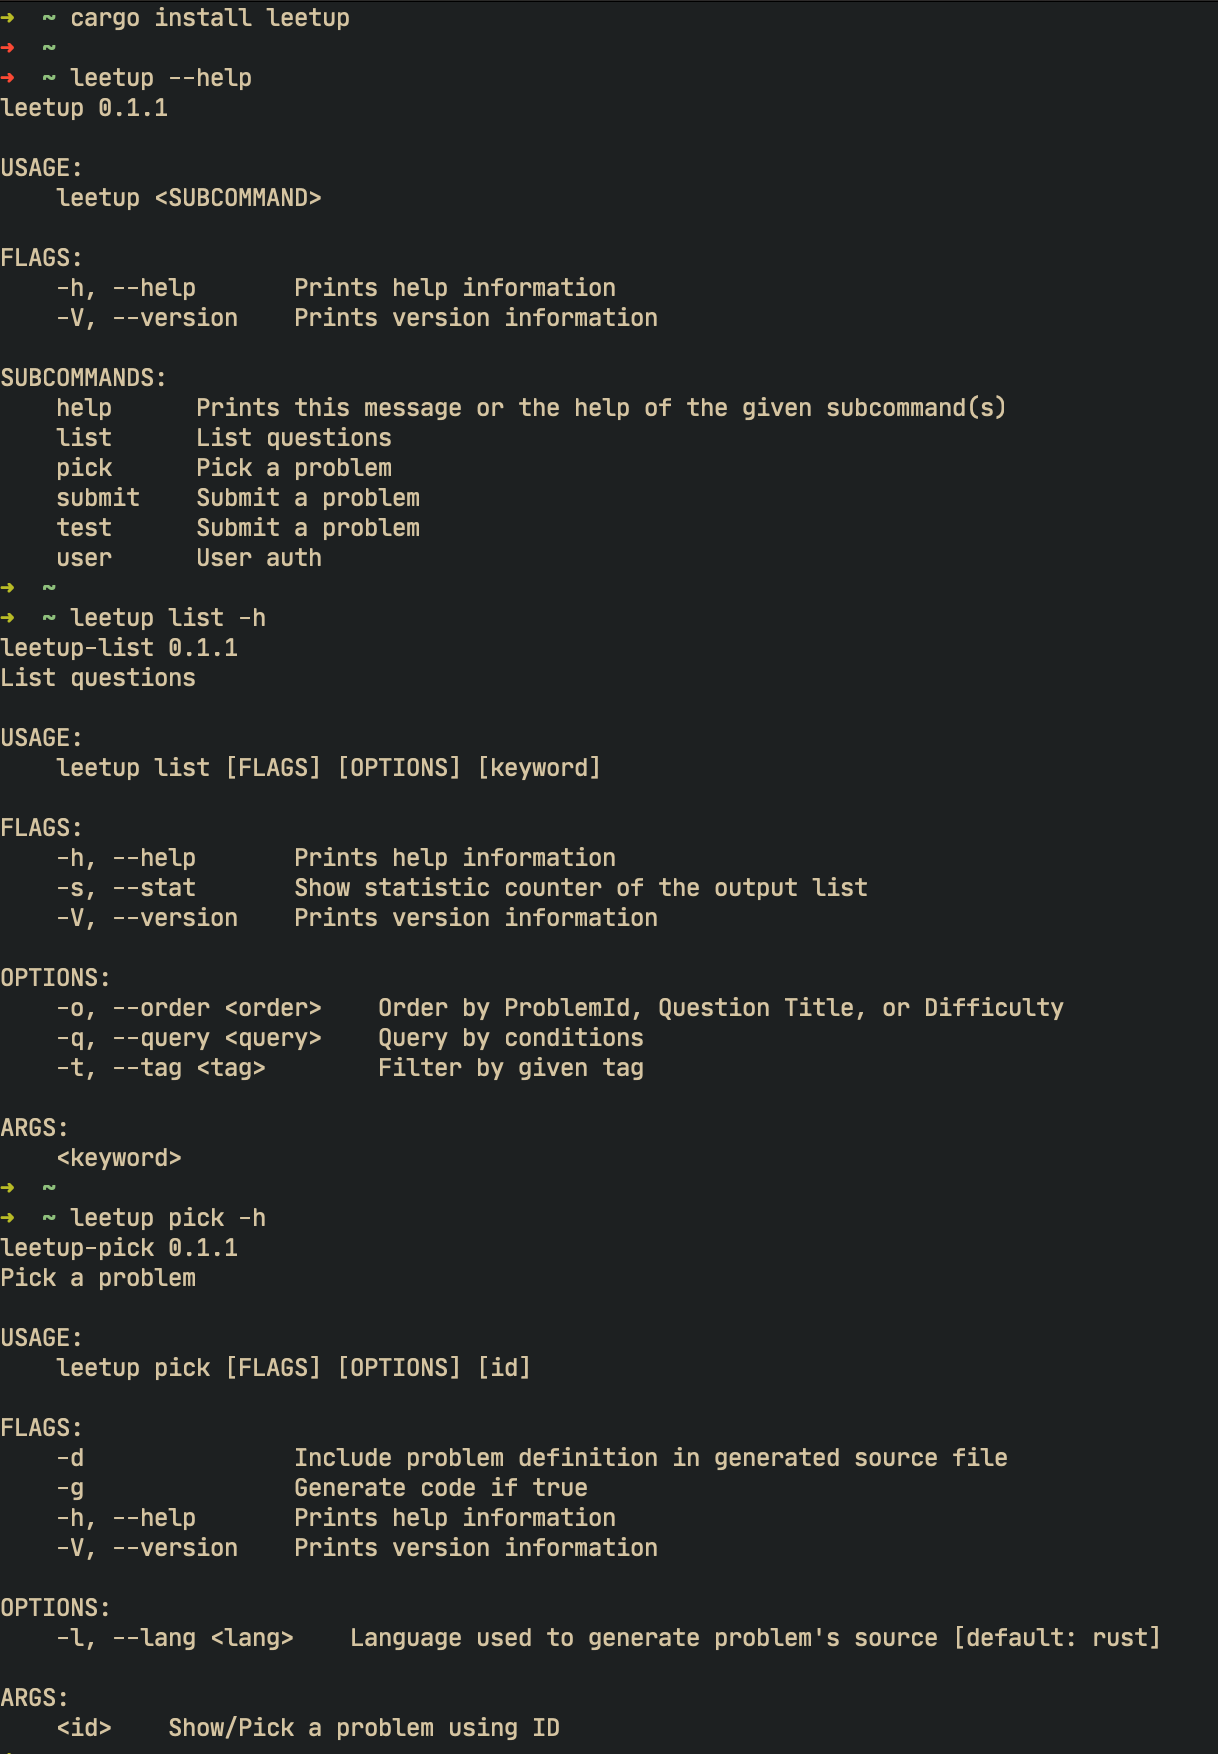 ➜  ~ cargo install leetup
➜  ~
➜  ~ leetup --help
leetup 0.1.1

USAGE:
    leetup <SUBCOMMAND>

FLAGS:
    -h, --help       Prints help information
    -V, --version    Prints version information

SUBCOMMANDS:
    help      Prints this message or the help of the given subcommand(s)
    list      List questions
    pick      Pick a problem
    submit    Submit a problem
    test      Submit a problem
    user      User auth
➜  ~
➜  ~ leetup list -h
leetup-list 0.1.1
List questions

USAGE:
    leetup list [FLAGS] [OPTIONS] [keyword]

FLAGS:
    -h, --help       Prints help information
    -s, --stat       Show statistic counter of the output list
    -V, --version    Prints version information

OPTIONS:
    -o, --order <order>    Order by ProblemId, Question Title, or Difficulty
    -q, --query <query>    Query by conditions
    -t, --tag <tag>        Filter by given tag

ARGS:
    <keyword>
➜  ~
➜  ~ leetup pick -h
leetup-pick 0.1.1
Pick a problem

USAGE:
    leetup pick [FLAGS] [OPTIONS] [id]

FLAGS:
    -d               Include problem definition in generated source file
    -g               Generate code if true
    -h, --help       Prints help information
    -V, --version    Prints version information

OPTIONS:
    -l, --lang <lang>    Language used to generate problem's source [default: rust]

ARGS:
    <id>    Show/Pick a problem using ID